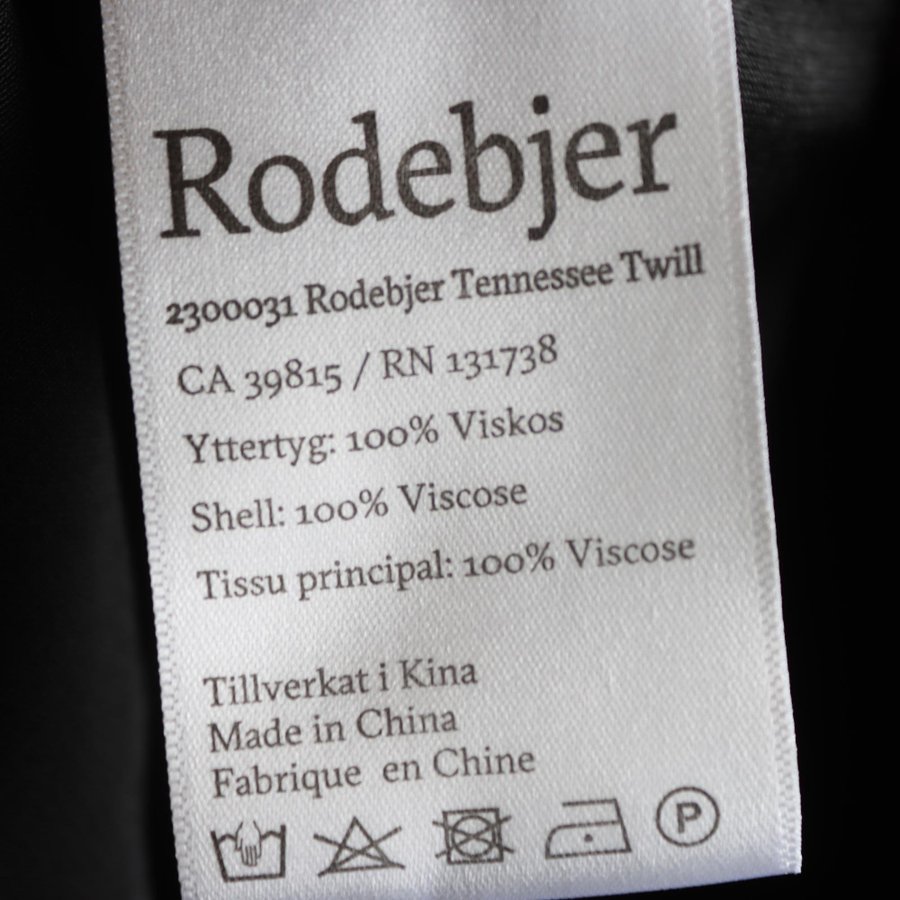 Rodebjer
2300031 Rodebjer Tennessee Twill
CA 39815 / RN 131738
Yttertyg: 100% Viskos
Shell: 100% Viscose
Tissu principal: 100% Viscose
Tillverkat i Kina
Made in China
Fabrique en Chine
P